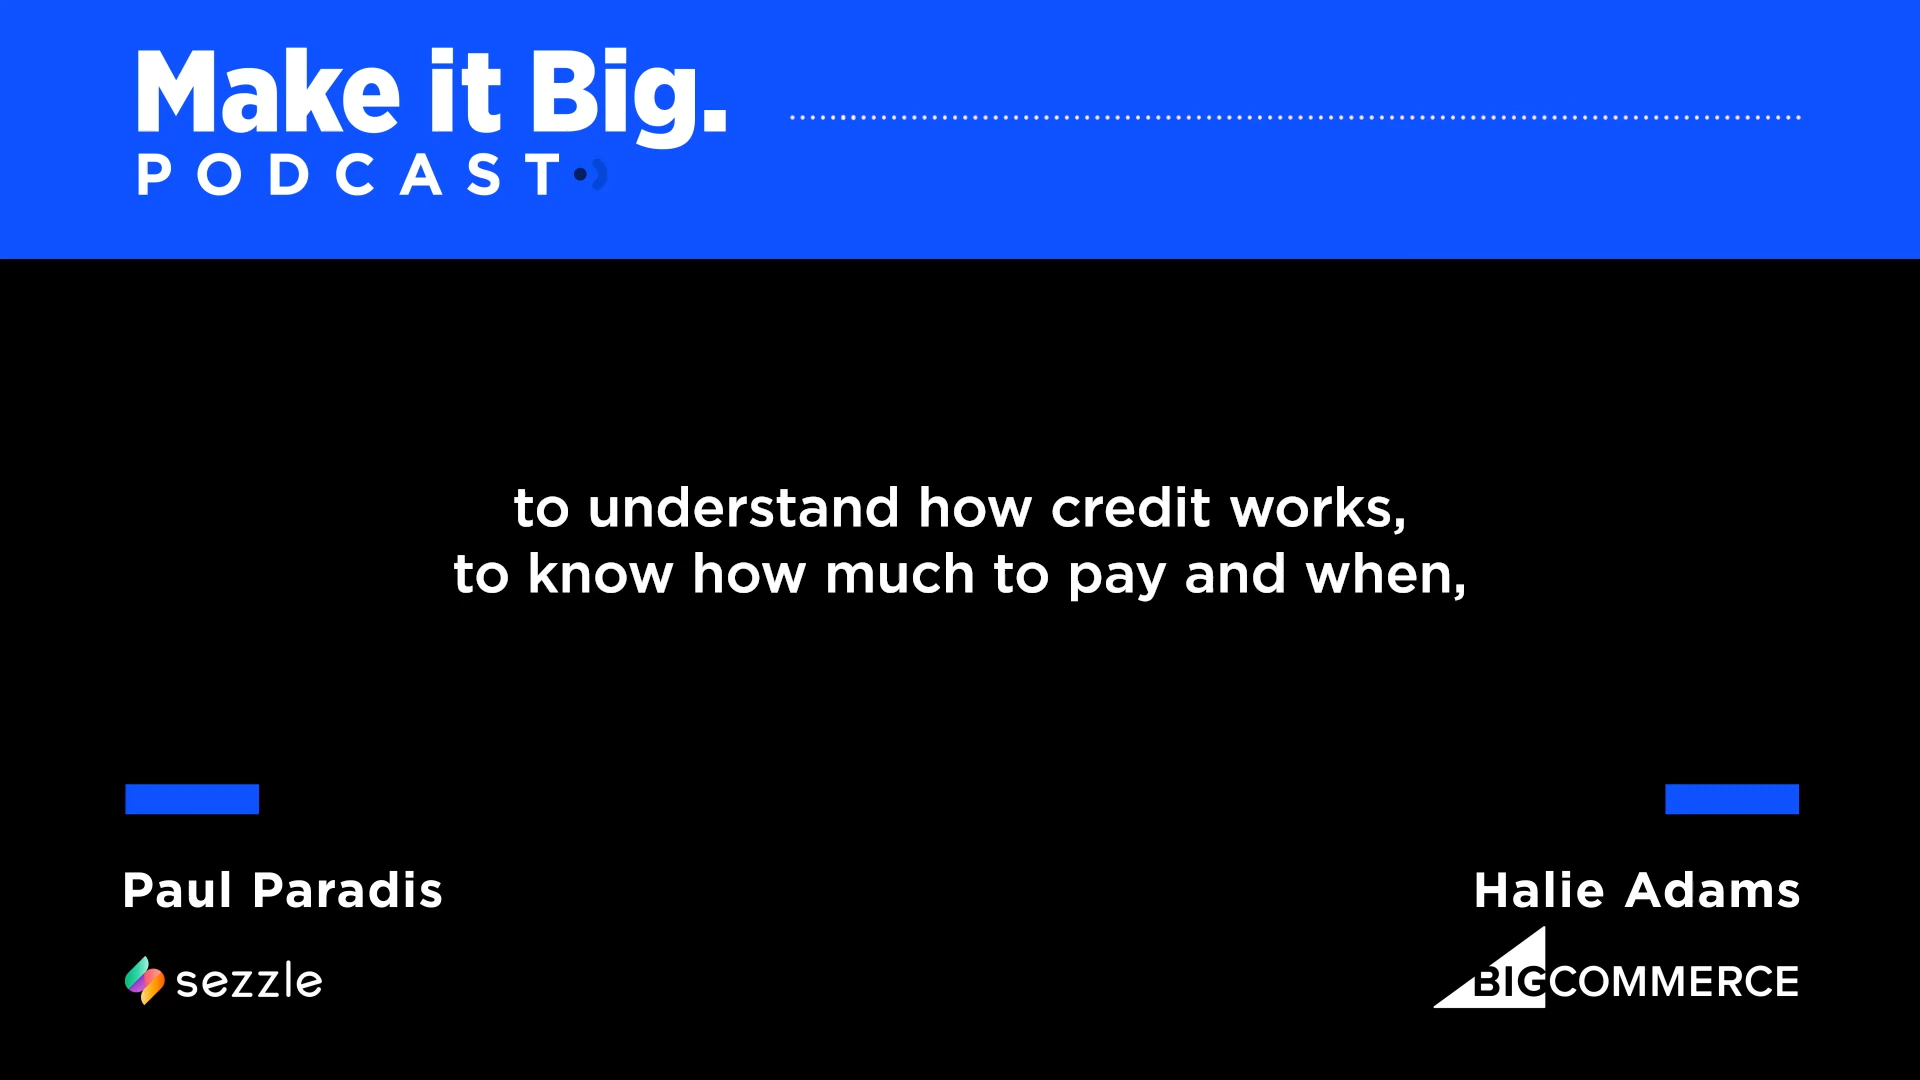 Make it Big.
PODCAST
to understand how credit works,
to know how much to pay and when,
Paul Paradis
Halie Adams
sezzle
BIGCOMMERCE